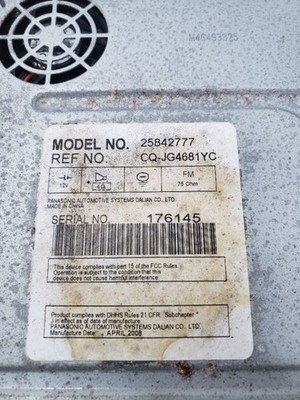 M46493325
MODEL NO. 25842777
REF NO. CQ-JG4681YC
12V 4Ω FM
75 Ohm
PANASONIC AUTOMOTIVE SYSTEMS DALIAN CO., LTD.
MADE IN CHINA
SERIAL NO. 176145
This device complies with part 15 of the FCC Rules
Operation is subject to the condition that this
device does not cause harmful interference.
Product complies with DHHS Rules 21 CFR "Subchapter
J in effect as of date of manufacture
PANASONIC AUTOMOTIVE SYSTEMS DALIAN CO., LTD.
Manufacture Date: APRIL 2008